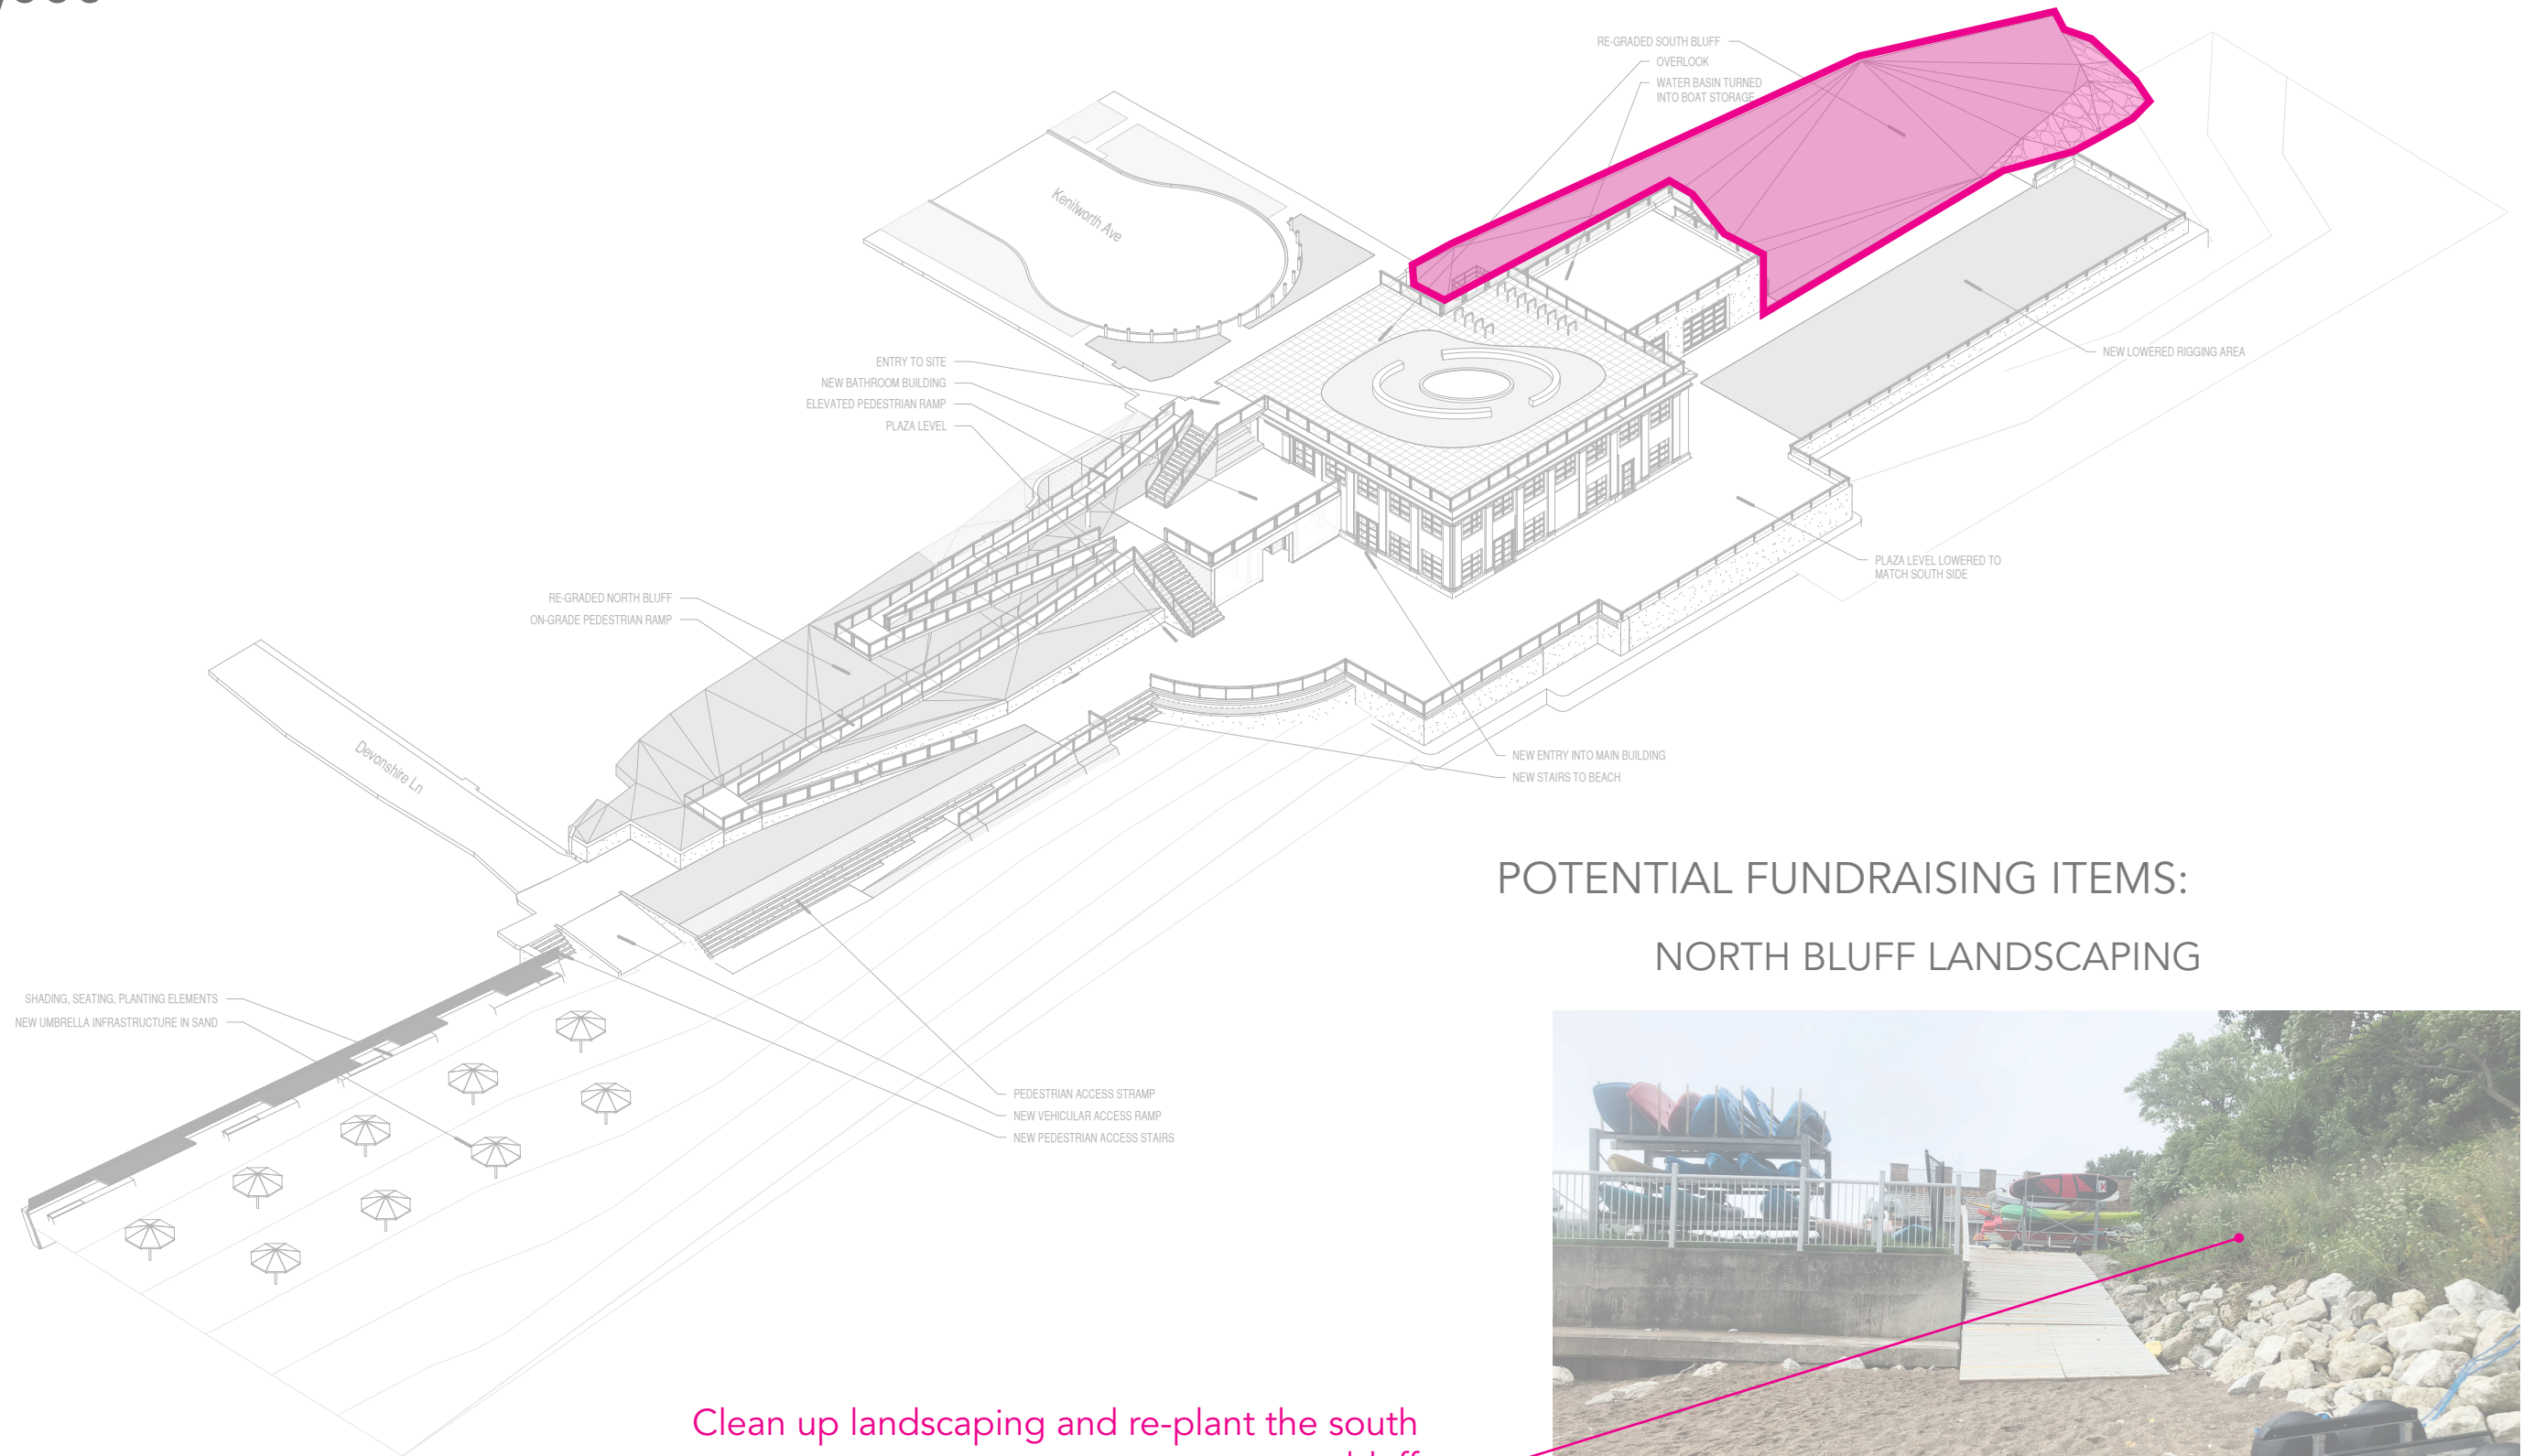 RE-GRADED SOUTH BLUFF
OVERLOOK
WATER BASIN TURNED
INTO BOAT STORAGE
Kenilworth Ave
ENTRY TO SITE
NEW BATHROOM BUILDING
ELEVATED PEDESTRIAN RAMP
PLAZA LEVEL
NEW LOWERED RIGGING AREA
PLAZA LEVEL LOWERED TO
MATCH SOUTH SIDE
RE-GRADED NORTH BLUFF
ON-GRADE PEDESTRIAN RAMP
Devonshire Ln
NEW ENTRY INTO MAIN BUILDING
NEW STAIRS TO BEACH
POTENTIAL FUNDRAISING ITEMS:
NORTH BLUFF LANDSCAPING
SHADING, SEATING, PLANTING ELEMENTS
NEW UMBRELLA INFRASTRUCTURE IN SAND
PEDESTRIAN ACCESS STRAMP
NEW VEHICULAR ACCESS RAMP
NEW PEDESTRIAN ACCESS STAIRS
Clean up landscaping and re-plant the south